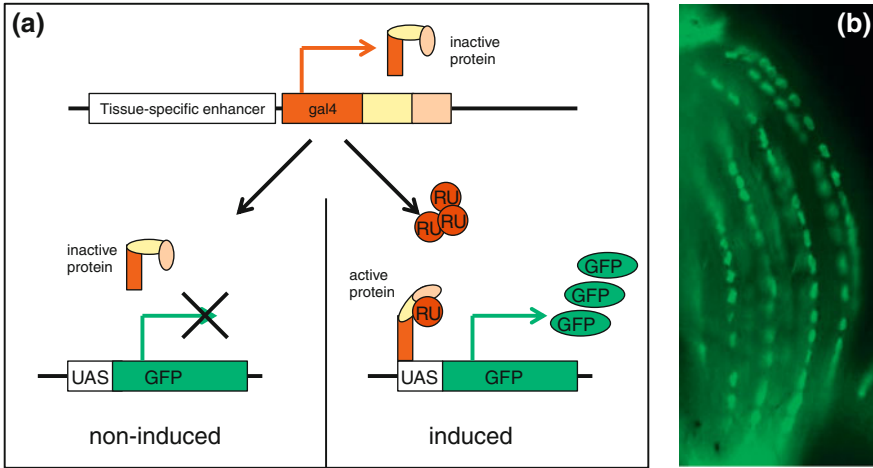 (a)
inactive
protein
Tissue-specific enhancer
gal4
RU
RU
RU
inactive
protein
active
protein
RU
GFP
GFP
GFP
UAS
GFP
UAS
GFP
non-induced
induced
(b)